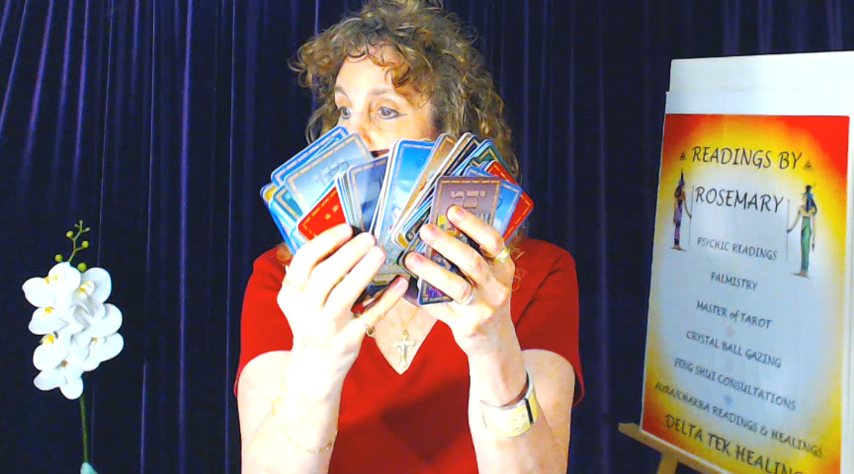 READINGS BY
ROSEMARY
PSYCHIC READINGS
PALMISTRY
MASTER of TAROT
CRYSTAL BALL GAZING
FENG SHUI CONSULTATIONS
AURA/CHAKRA READINGS & HEALINGS
DELTA TEK HEALING